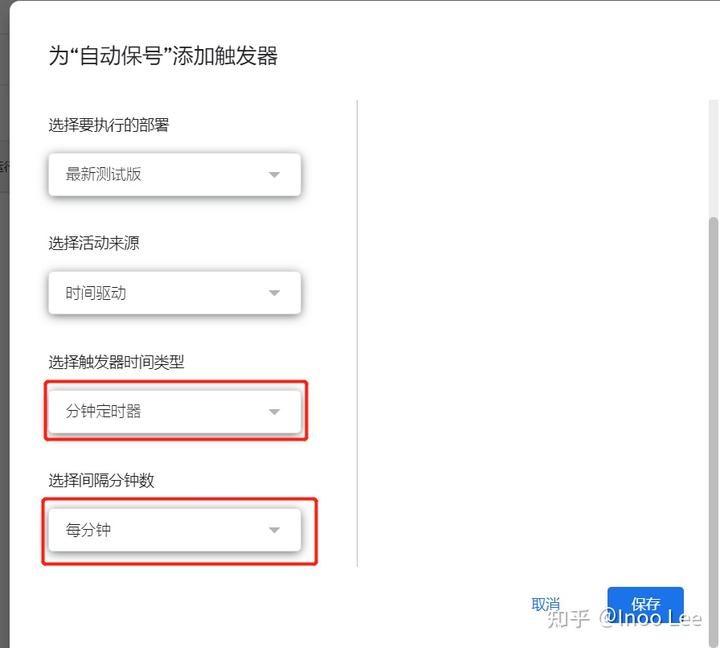 为“自动保号”添加触发器
选择要执行的部署
最新测试版
选择活动来源
时间驱动
选择触发器时间类型
分钟定时器
选择间隔分钟数
每分钟
取消
保存
知乎 @Inoo Lee